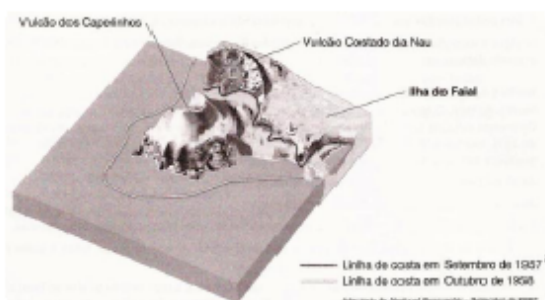 Vulcão dos Capelinhos
Vulcão Costado da Nau
Ilha do Faial
Linha de costa em Setembro de 1957
Linha de costa em Outubro de 1958